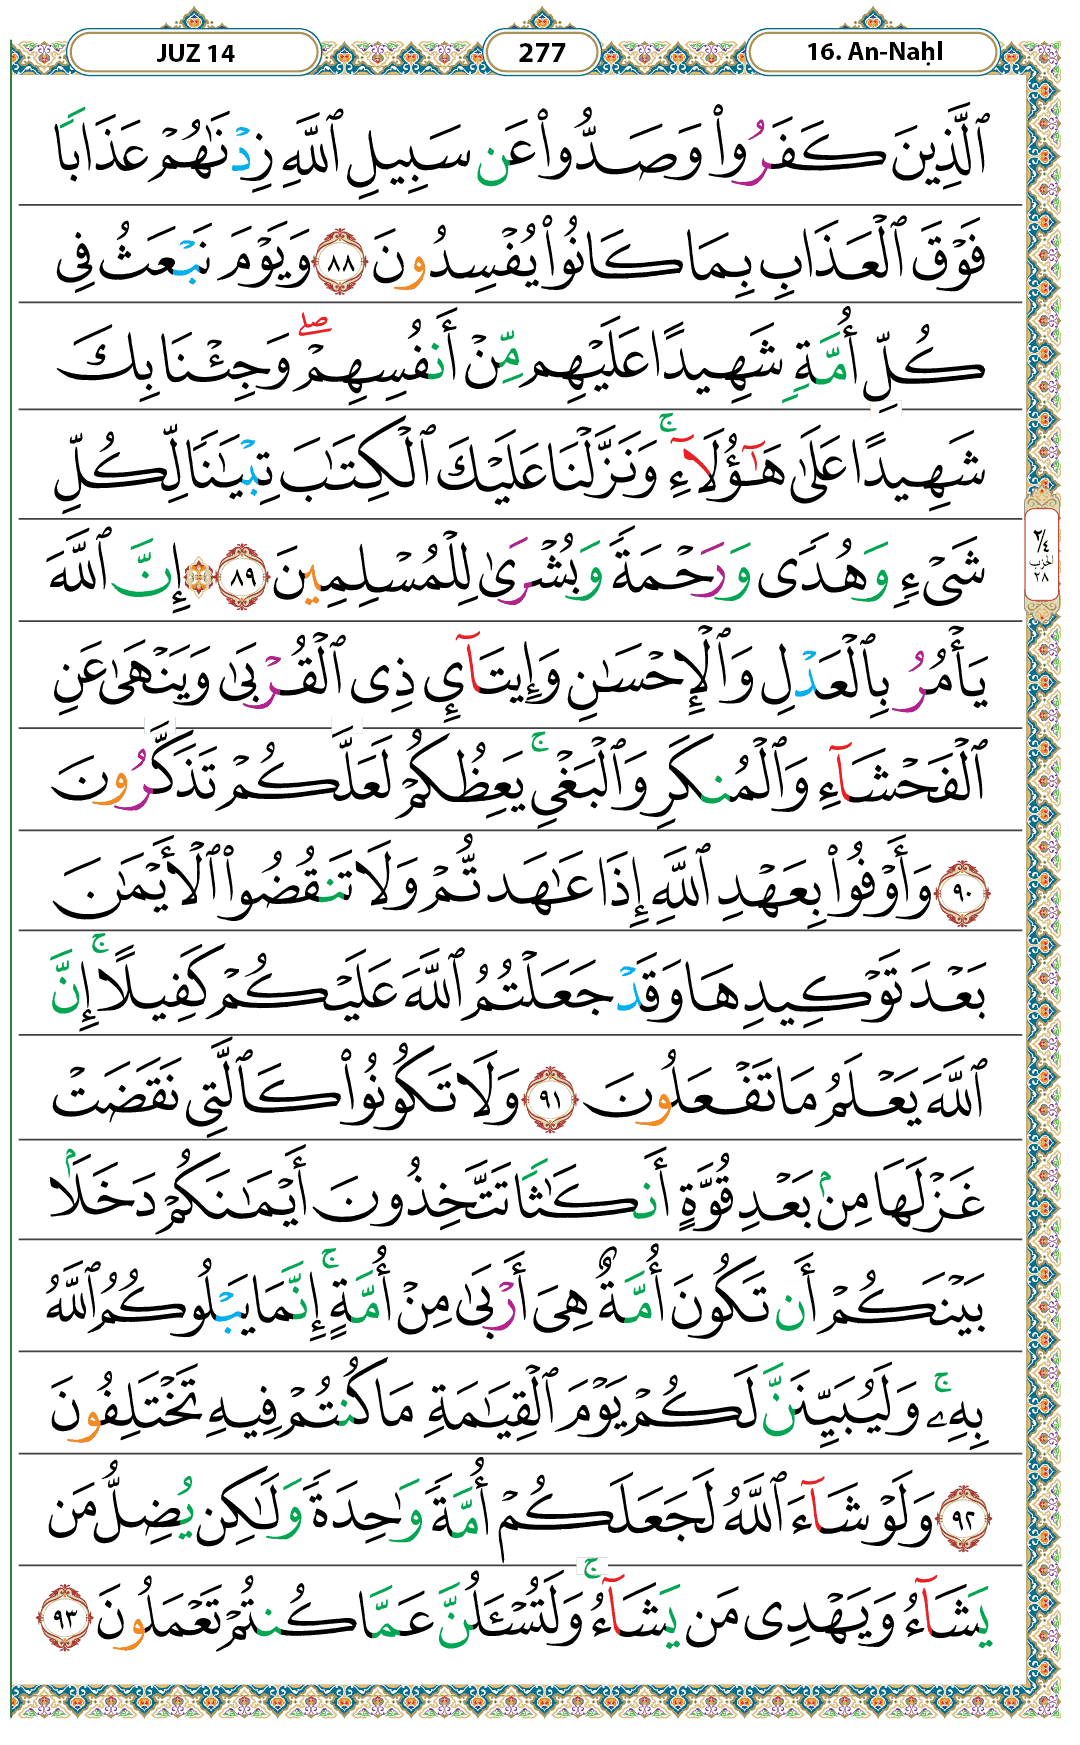 JUZ 14
277
16. An-Naḥl
ٱلَّذِينَ كَفَرُوا۟ وَصَدُّوا۟ عَن سَبِيلِ ٱللَّهِ زِدْنَٰهُمْ عَذَابًا
فَوْقَ ٱلْعَذَابِ بِمَا كَانُوا۟ يُفْسِدُونَ ٨٨ وَيَوْمَ نَبْعَثُ فِى
كُلِّ أُمَّةٍ شَهِيدًا عَلَيْهِم مِّنْ أَنفُسِهِمْ ۖ وَجِئْنَا بِكَ
شَهِيدًا عَلَىٰ هَٰٓؤُلَآءِ ۚ وَنَزَّلْنَا عَلَيْكَ ٱلْكِتَٰبَ تِبْيَٰنًا لِّكُلِّ
شَىْءٍ وَهُدًى وَرَحْمَةً وَبُشْرَىٰ لِلْمُسْلِمِينَ ٨٩ ۞ إِنَّ ٱللَّهَ
يَأْمُرُ بِٱلْعَدْلِ وَٱلْإِحْسَٰنِ وَإِيتَآئِ ذِى ٱلْقُرْبَىٰ وَيَنْهَىٰ عَنِ
ٱلْفَحْشَآءِ وَٱلْمُنكَرِ وَٱلْبَغْىِ ۚ يَعِظُكُمْ لَعَلَّكُمْ تَذَكَّرُونَ
٩٠ وَأَوْفُوا۟ بِعَهْدِ ٱللَّهِ إِذَا عَٰهَدتُّمْ وَلَا تَنقُضُوا۟ ٱلْأَيْمَٰنَ
بَعْدَ تَوْكِيدِهَا وَقَدْ جَعَلْتُمُ ٱللَّهَ عَلَيْكُمْ كَفِيلًا ۚ إِنَّ
ٱللَّهَ يَعْلَمُ مَا تَفْعَلُونَ ٩١ وَلَا تَكُونُوا۟ كَٱلَّتِى نَقَضَتْ
غَزْلَهَا مِنۢ بَعْدِ قُوَّةٍ أَنكَٰثًا تَتَّخِذُونَ أَيْمَٰنَكُمْ دَخَلًۢا
بَيْنَكُمْ أَن تَكُونَ أُمَّةٌ هِىَ أَرْبَىٰ مِنْ أُمَّةٍ ۚ إِنَّمَا يَبْلُوكُمُ ٱللَّهُ
بِهِۦ ۚ وَلَيُبَيِّنَنَّ لَكُمْ يَوْمَ ٱلْقِيَٰمَةِ مَا كُنتُمْ فِيهِ تَخْتَلِفُونَ
٩٢ وَلَوْ شَآءَ ٱللَّهُ لَجَعَلَكُمْ أُمَّةً وَٰحِدَةً وَلَٰكِن يُضِلُّ مَن
يَشَآءُ وَيَهْدِى مَن يَشَآءُ ۚ وَلَتُسْـَٔلُنَّ عَمَّا كُنتُمْ تَعْمَلُونَ ٩٣
٢/٤
الحزب
٢٨